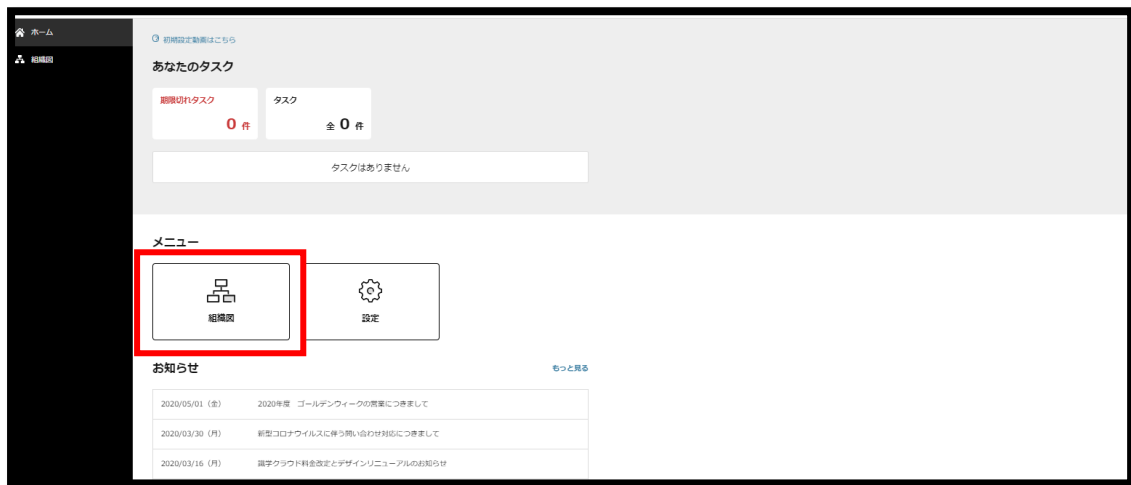 ホーム
組織図
初期設定動画はこちら
あなたのタスク
期限切れタスク
0 件
タスク
全 0 件
タスクはありません
メニュー
組織図
設定
お知らせ
もっと見る
2020/05/01（金） 2020年度 ゴールデンウィークの営業につきまして
2020/03/30（月） 新型コロナウイルスに伴う問い合わせ対応につきまして
2020/03/16（月） 識学クラウド料金改定とデザインリニューアルのお知らせ